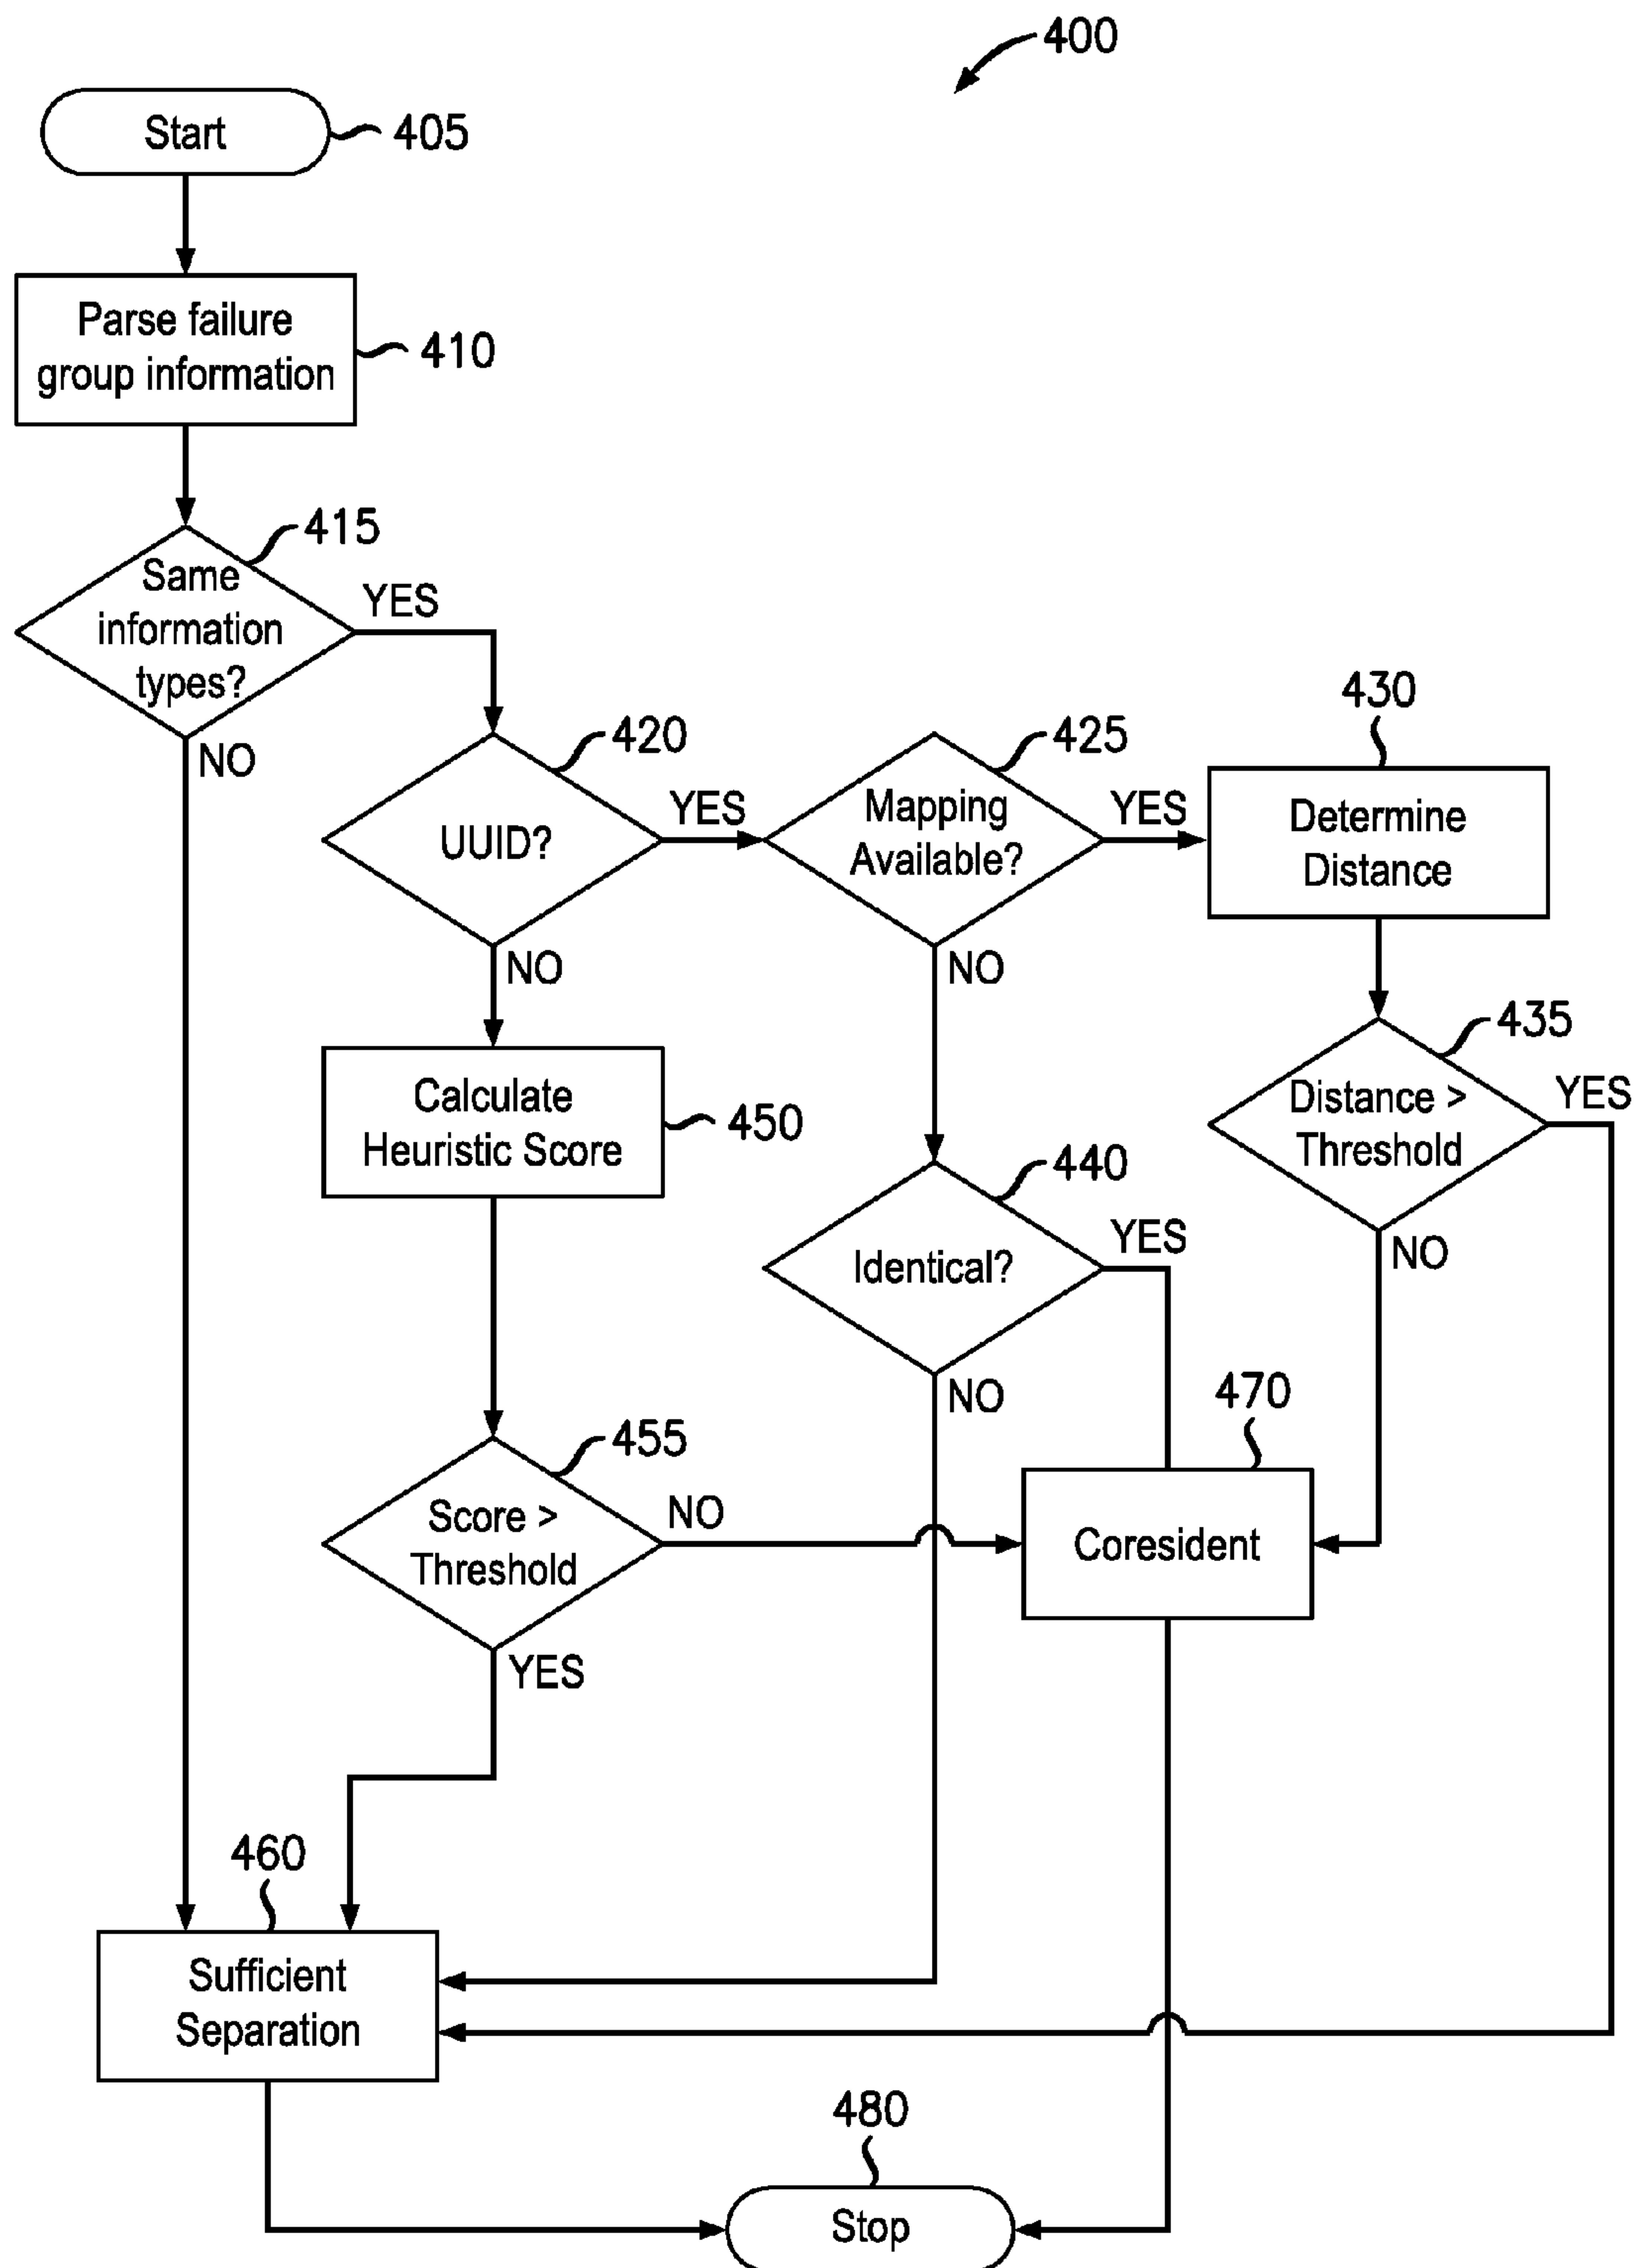 400
Start
405
Parse failure
group information
410
415
Same
information
types?
YES
NO
420
UUID?
YES
NO
425
Mapping
Available?
YES
NO
430
Determine
Distance
435
Distance >
Threshold
YES
NO
Calculate
Heuristic Score
450
440
Identical?
YES
NO
455
Score >
Threshold
NO
YES
470
Coresident
460
Sufficient
Separation
480
Stop